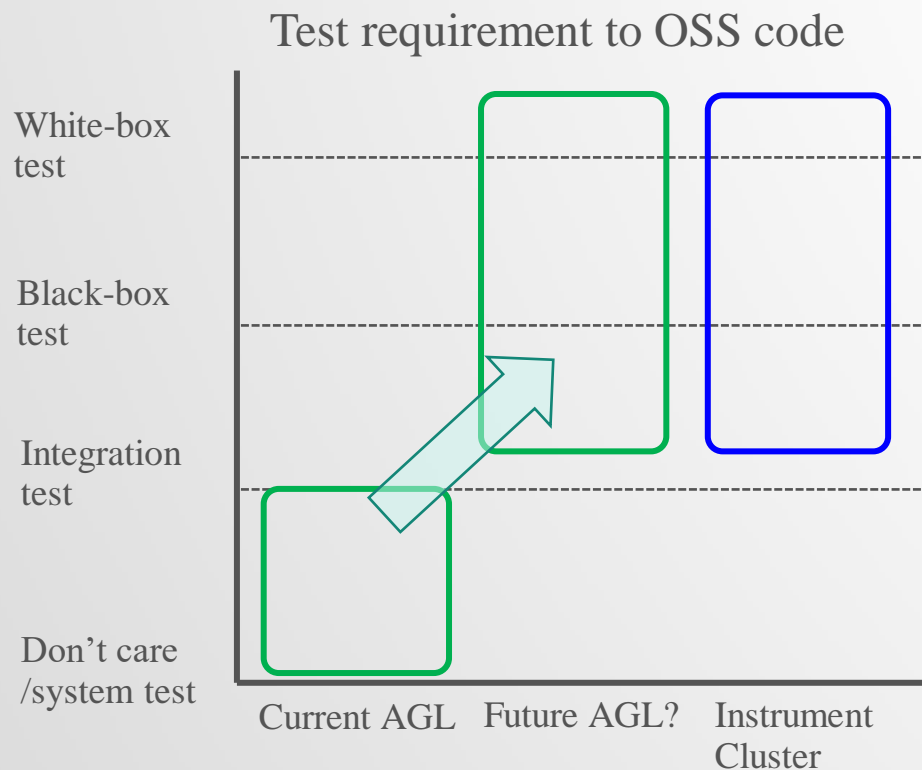 Test requirement to OSS code
White-box
test
Black-box
test
Integration
test
Don’t care
/system test
Current AGL
Future AGL?
Instrument
Cluster